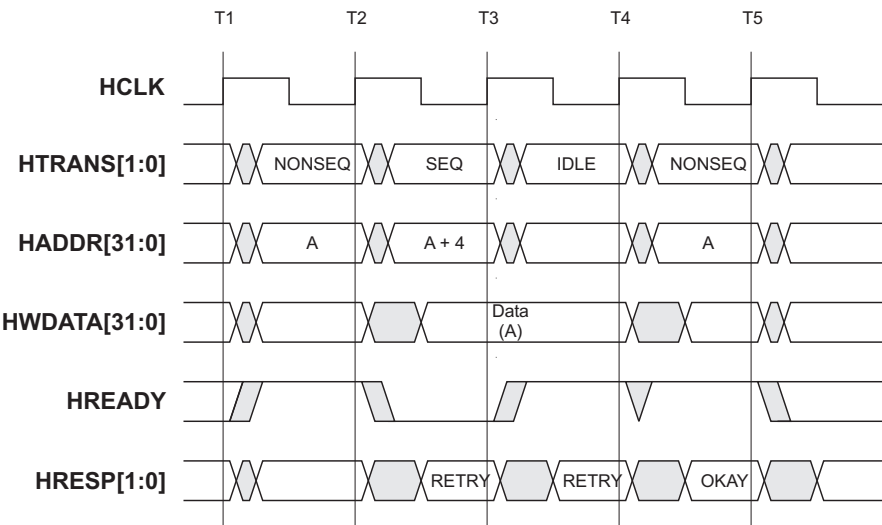 T1 T2 T3 T4 T5
HCLK
HTRANS[1:0] NONSEQ SEQ IDLE NONSEQ
HADDR[31:0] A A + 4 A
HWDATA[31:0] Data
(A)
HREADY
HRESP[1:0] RETRY RETRY OKAY